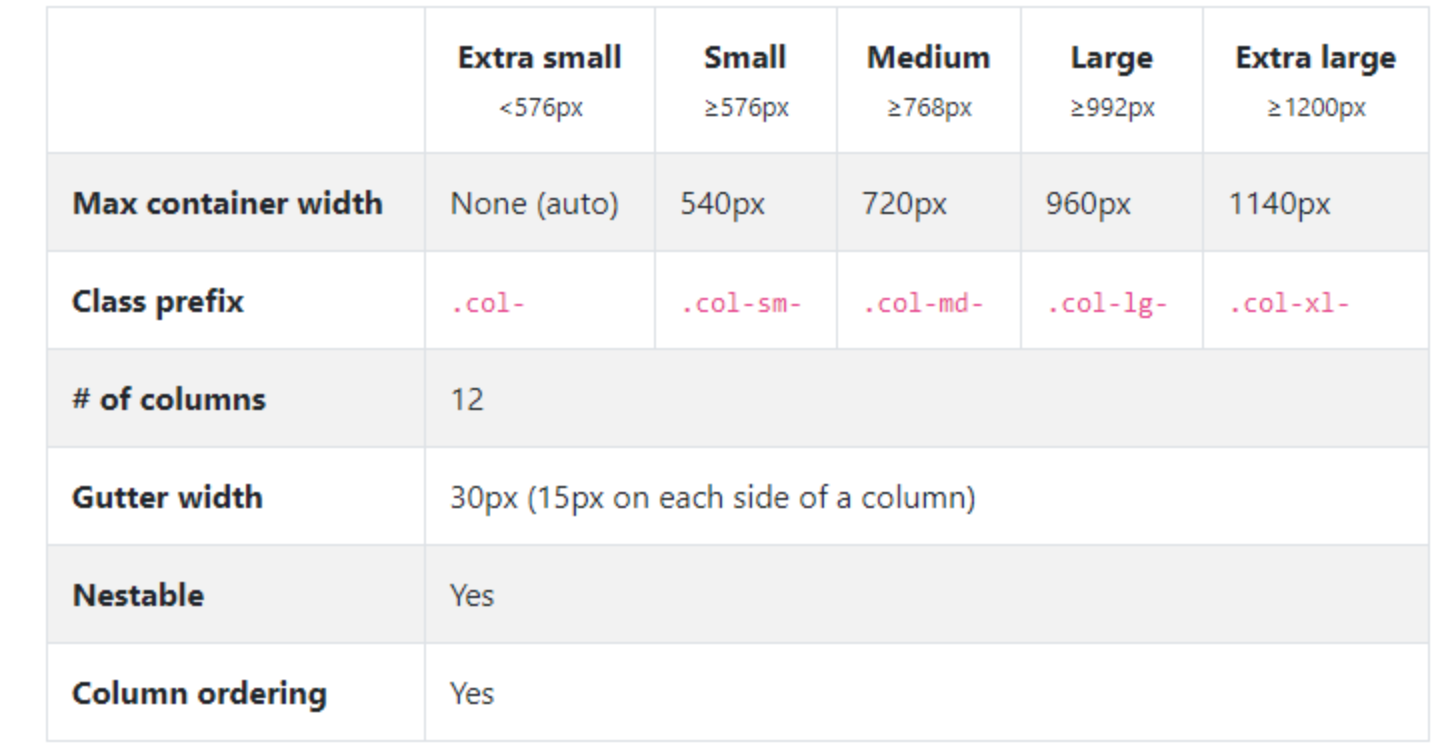 Extra small Small Medium Large Extra large
<576px ≥576px ≥768px ≥992px ≥1200px
Max container width None (auto) 540px 720px 960px 1140px
Class prefix .col- .col-sm- .col-md- .col-lg- .col-xl-
# of columns 12
Gutter width 30px (15px on each side of a column)
Nestable Yes
Column ordering Yes